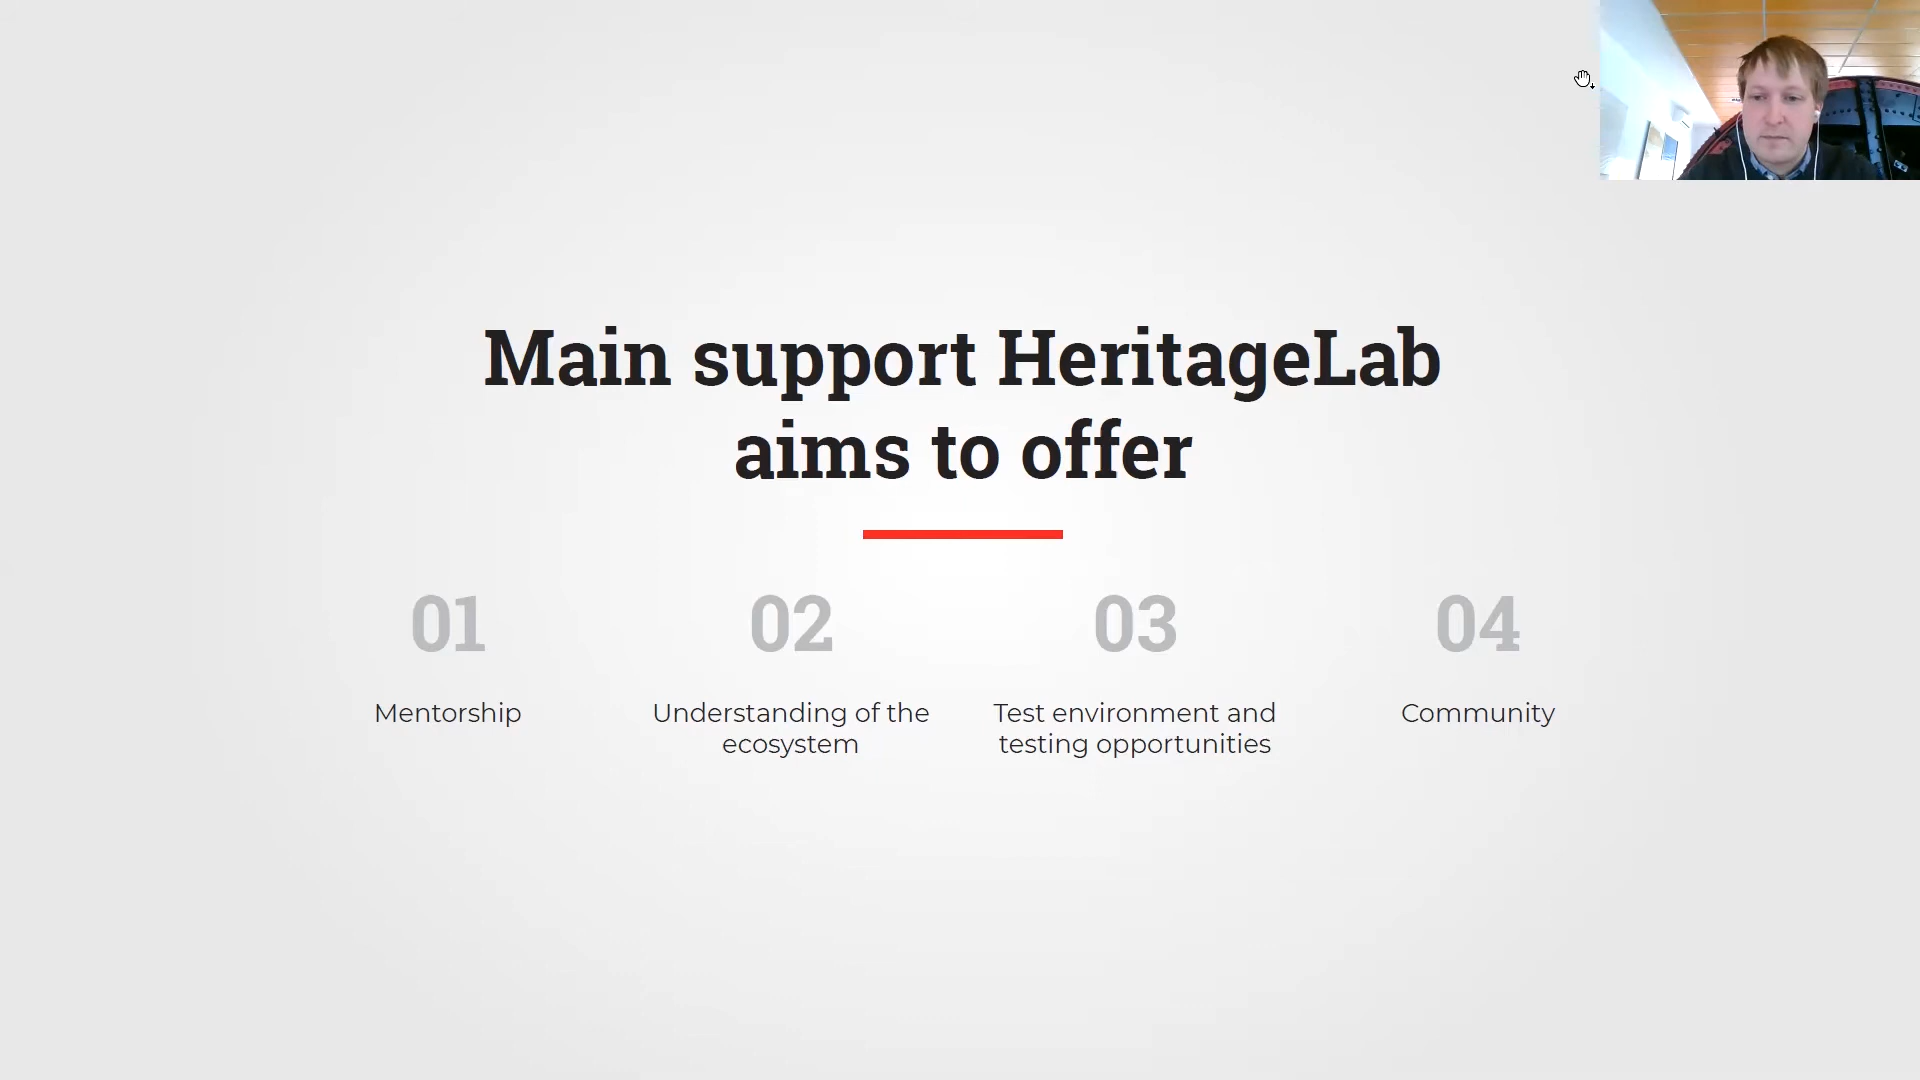 Main support HeritageLab
aims to offer
01
02
03
04
Mentorship
Understanding of the
ecosystem
Test environment and
testing opportunities
Community